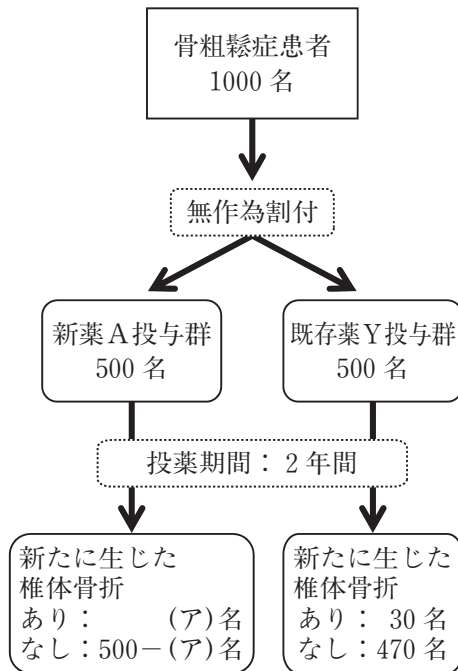 骨粗鬆症患者
1000 名
無作為割付
新薬A投与群
500 名
既存薬Y投与群
500 名
投薬期間： 2 年間
新たに生じた
椎体骨折
あり：　　(ア)名
なし：500－(ア)名
新たに生じた
椎体骨折
あり： 30 名
なし：470 名